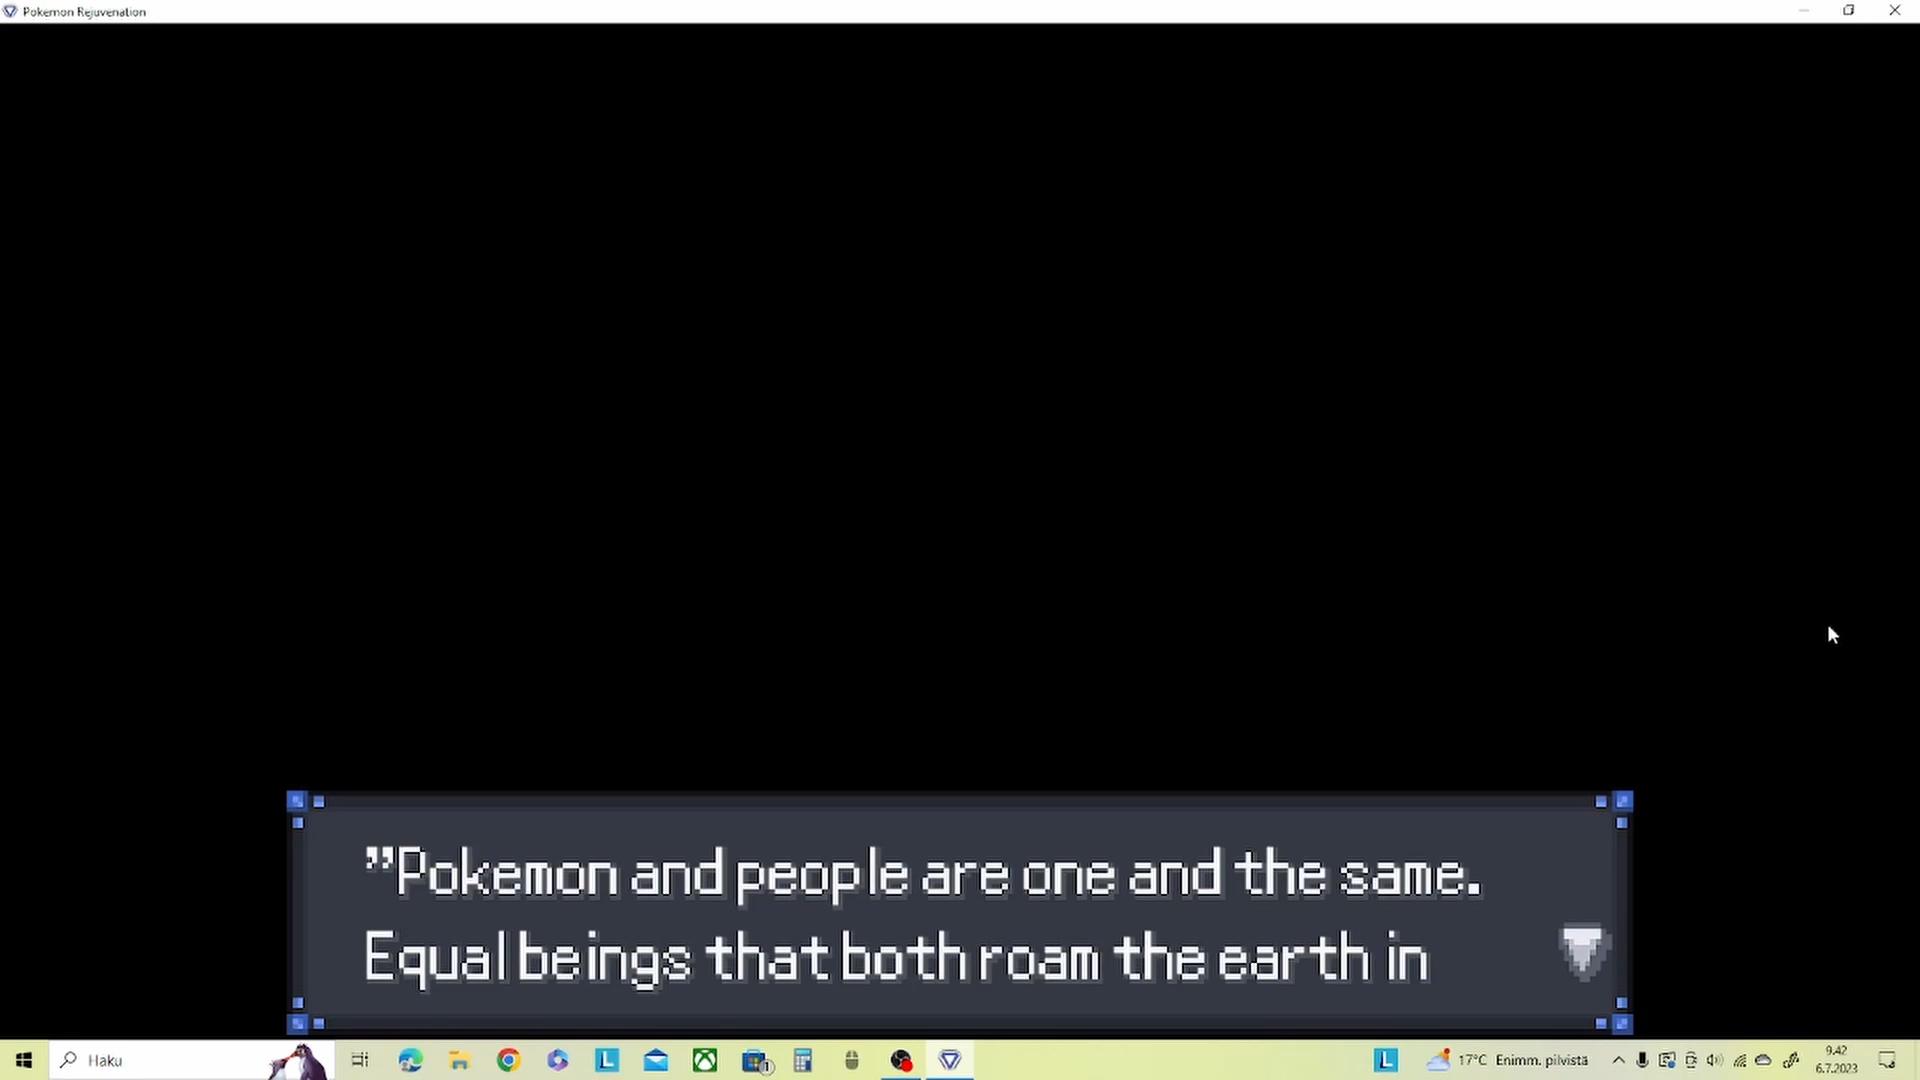 Pokemon Rejuvenation
"Pokemon and people are one and the same.
Equal beings that both roam the earth in
Haku
L
1
L
17°C Enimm. pilvistä
9.42
6.7.2023